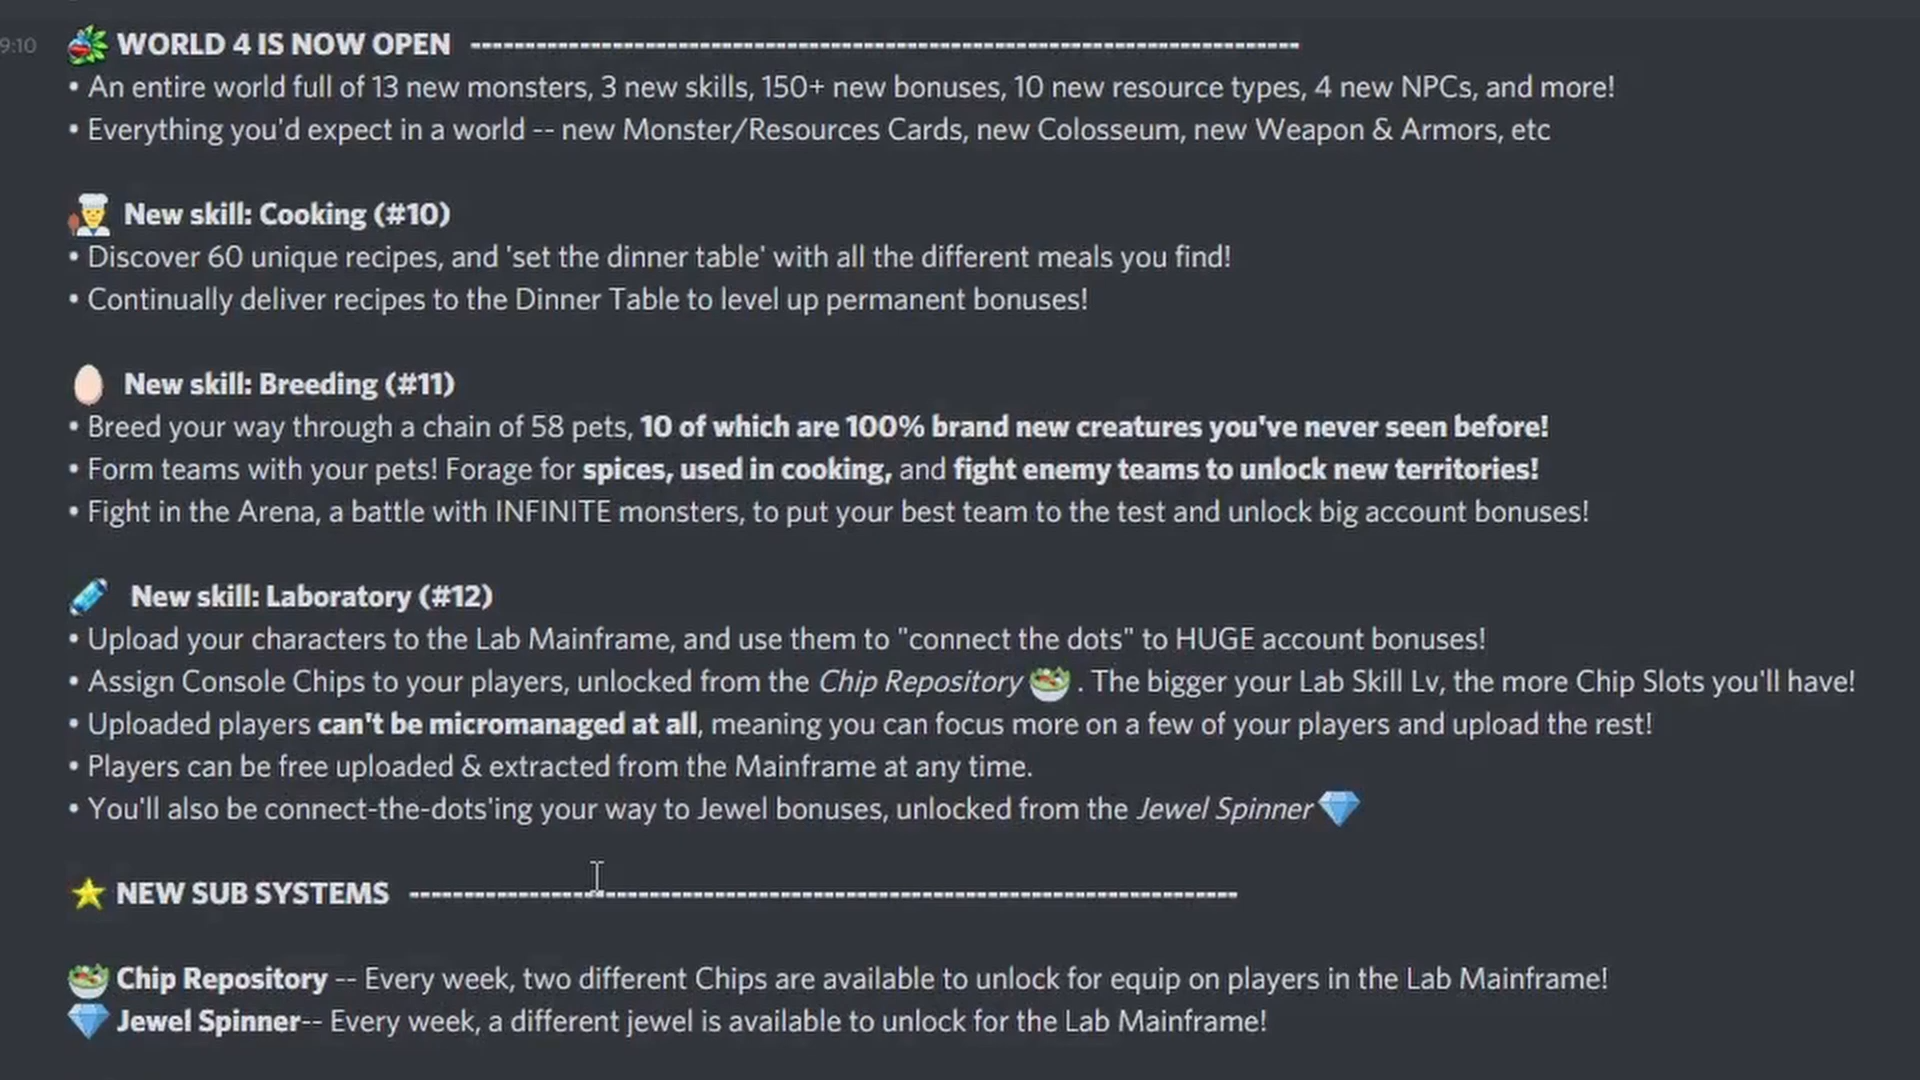 9:10
WORLD 4 IS NOW OPEN ------------------------------------------------------------------------------------
• An entire world full of 13 new monsters, 3 new skills, 150+ new bonuses, 10 new resource types, 4 new NPCs, and more!
• Everything you'd expect in a world -- new Monster/Resources Cards, new Colosseum, new Weapon & Armors, etc
New skill: Cooking (#10)
• Discover 60 unique recipes, and 'set the dinner table' with all the different meals you find!
• Continually deliver recipes to the Dinner Table to level up permanent bonuses!
New skill: Breeding (#11)
• Breed your way through a chain of 58 pets, 10 of which are 100% brand new creatures you've never seen before!
• Form teams with your pets! Forage for spices, used in cooking, and fight enemy teams to unlock new territories!
• Fight in the Arena, a battle with INFINITE monsters, to put your best team to the test and unlock big account bonuses!
New skill: Laboratory (#12)
• Upload your characters to the Lab Mainframe, and use them to "connect the dots" to HUGE account bonuses!
• Assign Console Chips to your players, unlocked from the Chip Repository . The bigger your Lab Skill Lv, the more Chip Slots you'll have!
• Uploaded players can't be micromanaged at all, meaning you can focus more on a few of your players and upload the rest!
• Players can be free uploaded & extracted from the Mainframe at any time.
• You'll also be connect-the-dots'ing your way to Jewel bonuses, unlocked from the Jewel Spinner
NEW SUB SYSTEMS ------------------------------------------------------------------------------------
Chip Repository -- Every week, two different Chips are available to unlock for equip on players in the Lab Mainframe!
Jewel Spinner-- Every week, a different jewel is available to unlock for the Lab Mainframe!